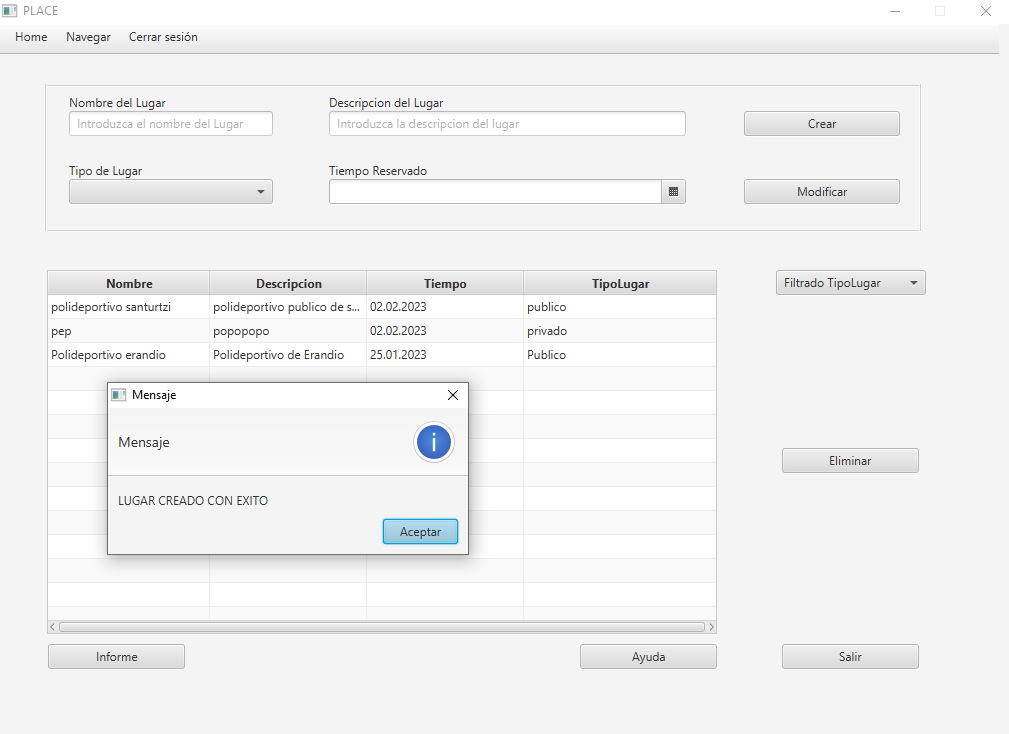 PLACE
Home Navegar Cerrar sesión
Nombre del Lugar Descripcion del Lugar
Introduzca el nombre del Lugar Introduzca la descripcion del lugar Crear
Tipo de Lugar Tiempo Reservado
Modificar
Nombre Descripcion Tiempo TipoLugar Filtrado TipoLugar
polideportivo santurtzi polideportivo publico de s... 02.02.2023 publico
pep popopopo 02.02.2023 privado
Polideportivo erandio Polideportivo de Erandio 25.01.2023 Publico
Mensaje
Mensaje
LUGAR CREADO CON EXITO
Aceptar
Eliminar
Informe Ayuda Salir